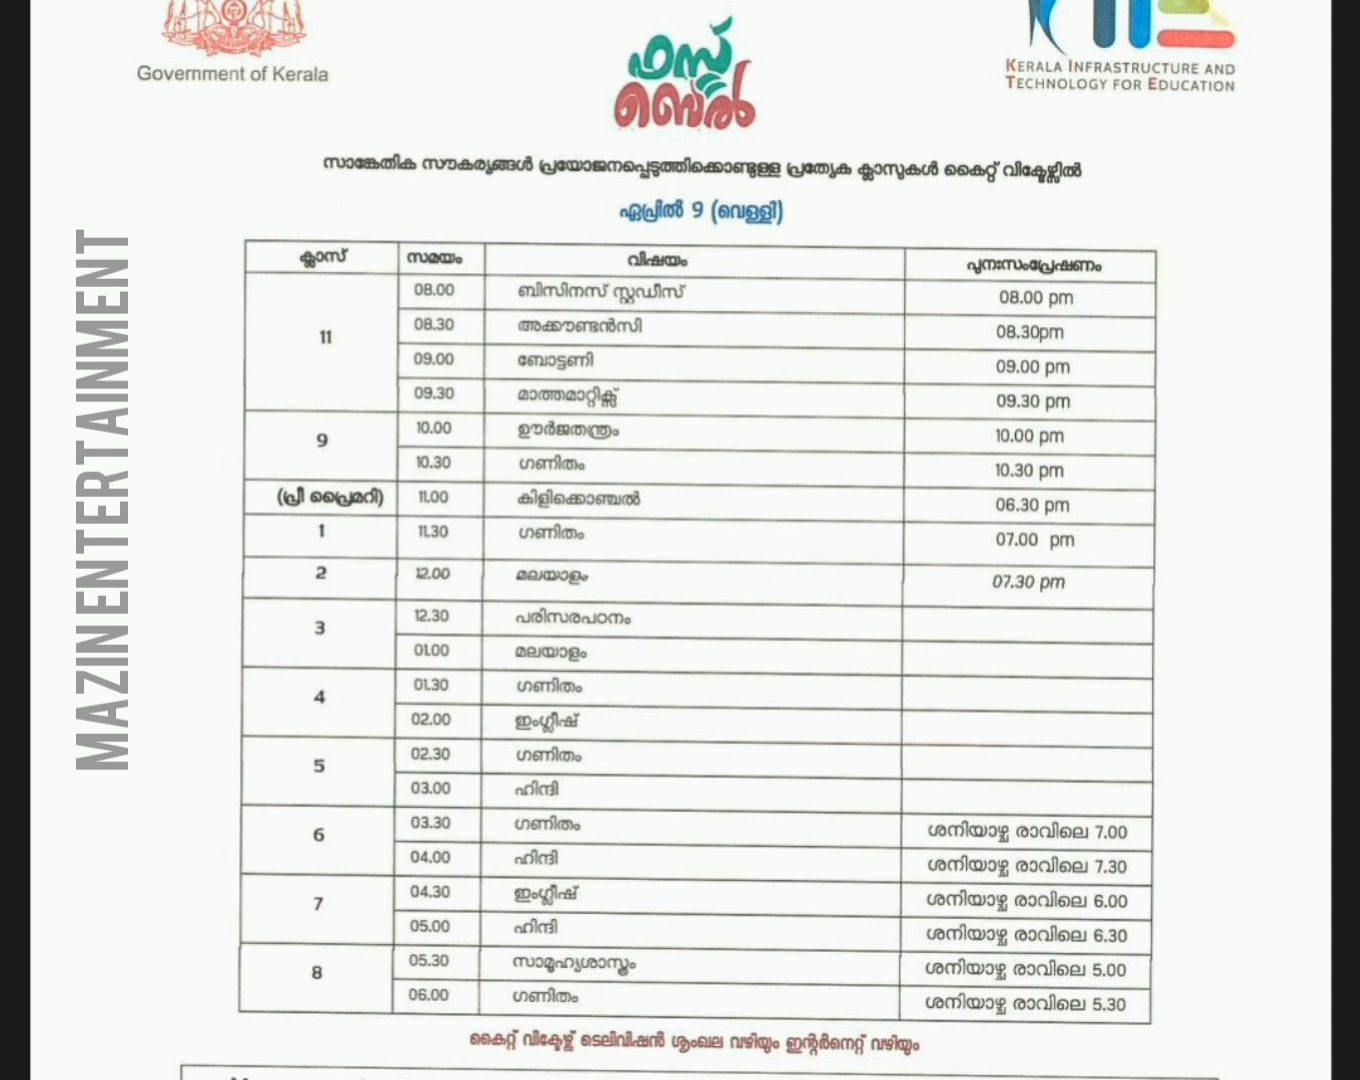 Government of Kerala
ഫസ്റ്റ്
ബെൽ
KERALA INFRASTRUCTURE AND
TECHNOLOGY FOR EDUCATION
സാങ്കേതിക സൗകര്യങ്ങൾ പ്രയോജനപ്പെടുത്തിക്കൊണ്ടുള്ള പ്രത്യേക ക്ലാസുകൾ കൈറ്റ് വിക്ടേഴ്സിൽ
ഏപ്രിൽ 9 (വെള്ളി)
ക്ലാസ് സമയം വിഷയം പുനഃസംപ്രേഷണം
11 08.00 ബിസിനസ് സ്റ്റഡീസ് 08.00 pm
08.30 അക്കൗണ്ടൻസി 08.30pm
09.00 ബോട്ടണി 09.00 pm
09.30 മാത്തമാറ്റിക്സ് 09.30 pm
9 10.00 ഊർജതന്ത്രം 10.00 pm
10.30 ഗണിതം 10.30 pm
(പ്രീ പ്രൈമറി) 11.00 കിളിക്കൊഞ്ചൽ 06.30 pm
1 11.30 ഗണിതം 07.00 pm
2 12.00 മലയാളം 07.30 pm
3 12.30 പരിസരപഠനം
01.00 മലയാളം
4 01.30 ഗണിതം
02.00 ഇംഗ്ലീഷ്
5 02.30 ഗണിതം
03.00 ഹിന്ദി
6 03.30 ഗണിതം ശനിയാഴ്ച രാവിലെ 7.00
04.00 ഹിന്ദി ശനിയാഴ്ച രാവിലെ 7.30
7 04.30 ഇംഗ്ലീഷ് ശനിയാഴ്ച രാവിലെ 6.00
05.00 ഹിന്ദി ശനിയാഴ്ച രാവിലെ 6.30
8 05.30 സാമൂഹ്യശാസ്ത്രം ശനിയാഴ്ച രാവിലെ 5.00
06.00 ഗണിതം ശനിയാഴ്ച രാവിലെ 5.30
കൈറ്റ് വിക്ടേഴ്സ് ടെലിവിഷൻ ശൃംഖല വഴിയും ഇന്റർനെറ്റ് വഴിയും
MAZIN ENTERTAINMENT